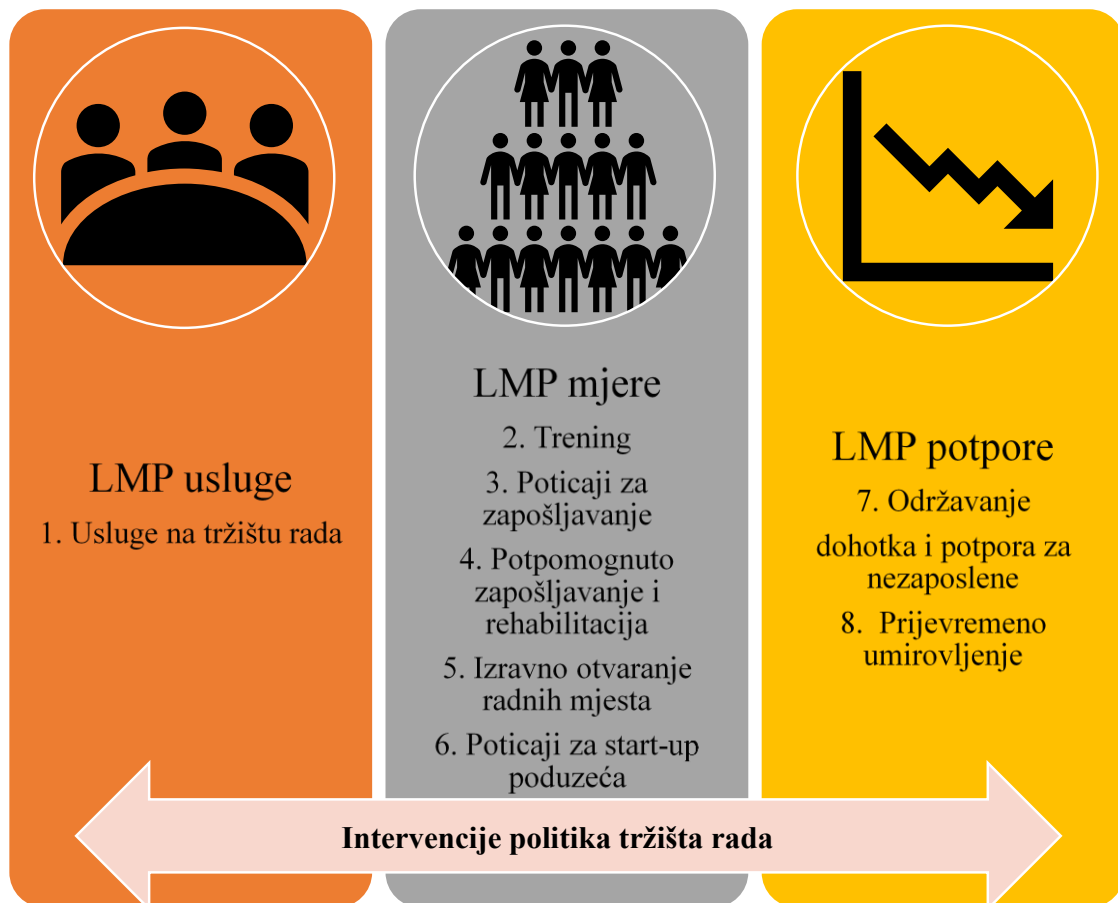 LMP usluge
1. Usluge na tržištu rada
LMP mjere
2. Trening
3. Poticaji za
zapošljavanje
4. Potpomognuto
zapošljavanje i
rehabilitacija
5. Izravno otvaranje
radnih mjesta
6. Poticaji za start-up
poduzeća
LMP potpore
7. Održavanje
dohotka i potpora za
nezaposlene
8. Prijevremeno
umirovljenje
Intervencije politika tržišta rada